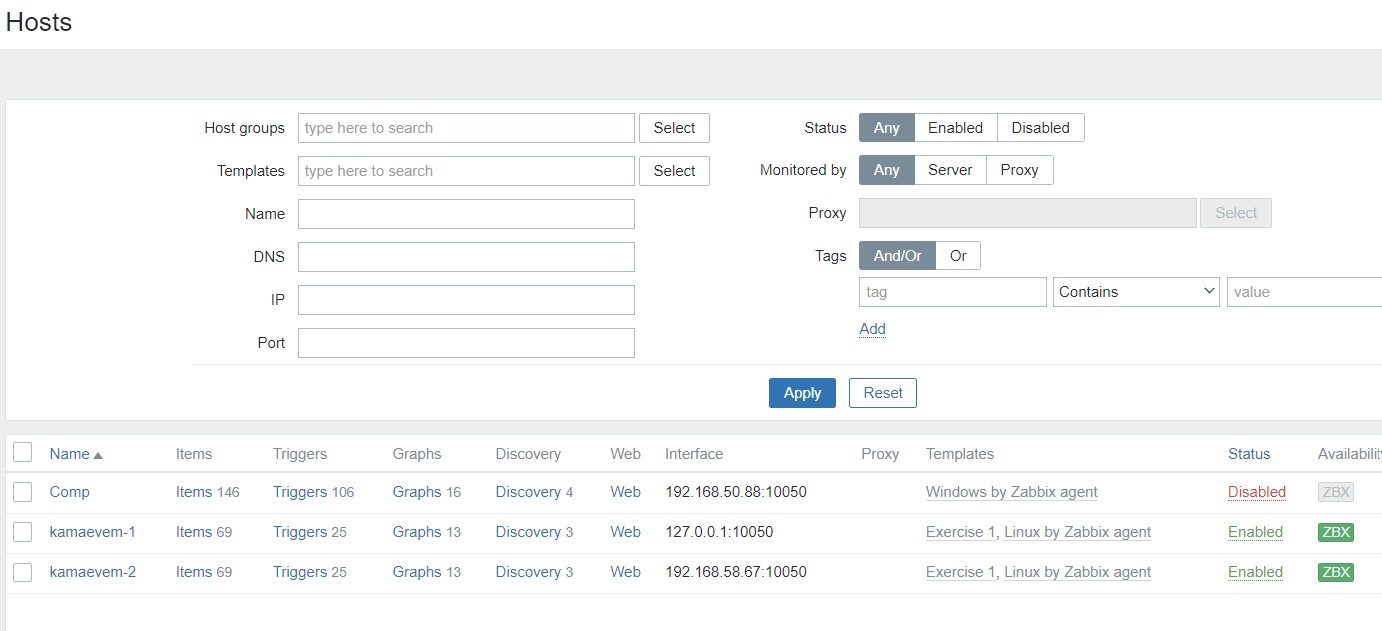 Hosts
Host groups type here to search Select Status Any Enabled Disabled
Templates type here to search Select Monitored by Any Server Proxy
Name Proxy Select
DNS Tags And/Or Or
IP tag Contains value
Port Add
Apply Reset
Name Items Triggers Graphs Discovery Web Interface Proxy Templates Status Availability
Comp Items 146 Triggers 106 Graphs 16 Discovery 4 Web 192.168.50.88:10050 Windows by Zabbix agent Disabled ZBX
kamaevem-1 Items 69 Triggers 25 Graphs 13 Discovery 3 Web 127.0.0.1:10050 Exercise 1, Linux by Zabbix agent Enabled ZBX
kamaevem-2 Items 69 Triggers 25 Graphs 13 Discovery 3 Web 192.168.58.67:10050 Exercise 1, Linux by Zabbix agent Enabled ZBX